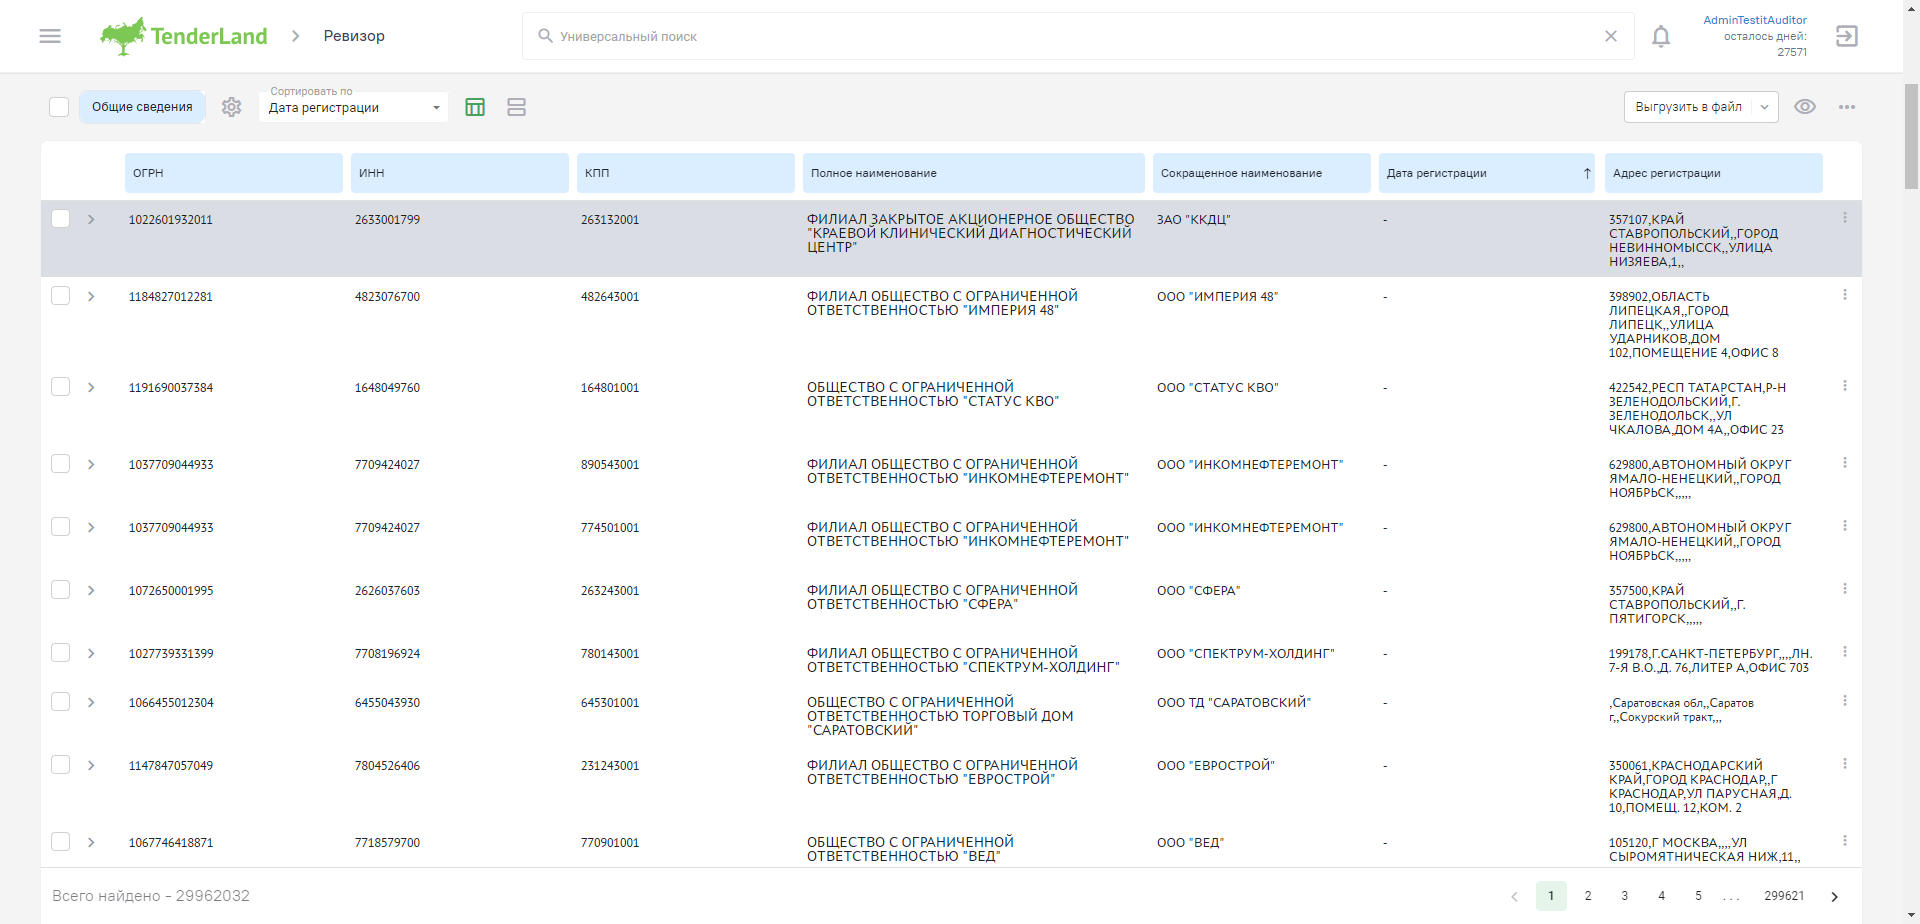 TenderLand
Ревизор
Универсальный поиск
AdminTestitAuditor
осталось дней:
27571
Общие сведения
Сортировать по
Дата регистрации
Выгрузить в файл
ОГРН
ИНН
КПП
Полное наименование
Сокращенное наименование
Дата регистрации
Адрес регистрации
1022601932011
2633001799
263132001
ФИЛИАЛ ЗАКРЫТОЕ АКЦИОНЕРНОЕ ОБЩЕСТВО
"КРАЕВОЙ КЛИНИЧЕСКИЙ ДИАГНОСТИЧЕСКИЙ
ЦЕНТР"
ЗАО "ККДЦ"
-
357107,КРАЙ
СТАВРОПОЛЬСКИЙ,,ГОРОД
НЕВИННОМЫССК,,УЛИЦА
НИЗЯЕВА,1,,
1184827012281
4823076700
482643001
ФИЛИАЛ ОБЩЕСТВО С ОГРАНИЧЕННОЙ
ОТВЕТСТВЕННОСТЬЮ "ИМПЕРИЯ 48"
ООО "ИМПЕРИЯ 48"
-
398902,ОБЛАСТЬ
ЛИПЕЦКАЯ,,ГОРОД
ЛИПЕЦК,,УЛИЦА
УДАРНИКОВ,ДОМ
102,ПОМЕЩЕНИЕ 4,ОФИС 8
1191690037384
1648049760
164801001
ОБЩЕСТВО С ОГРАНИЧЕННОЙ
ОТВЕТСТВЕННОСТЬЮ "СТАТУС КВО"
ООО "СТАТУС КВО"
-
422542,РЕСП ТАТАРСТАН,Р-Н
ЗЕЛЕНОДОЛЬСКИЙ,Г.
ЗЕЛЕНОДОЛЬСК,,УЛ
ЧКАЛОВА,ДОМ 4А,,ОФИС 23
1037709044933
7709424027
890543001
ФИЛИАЛ ОБЩЕСТВО С ОГРАНИЧЕННОЙ
ОТВЕТСТВЕННОСТЬЮ "ИНКОМНЕФТЕРЕМОНТ"
ООО "ИНКОМНЕФТЕРЕМОНТ"
-
629800,АВТОНОМНЫЙ ОКРУГ
ЯМАЛО-НЕНЕЦКИЙ,,ГОРОД
НОЯБРЬСК,,,,,
1037709044933
7709424027
774501001
ФИЛИАЛ ОБЩЕСТВО С ОГРАНИЧЕННОЙ
ОТВЕТСТВЕННОСТЬЮ "ИНКОМНЕФТЕРЕМОНТ"
ООО "ИНКОМНЕФТЕРЕМОНТ"
-
629800,АВТОНОМНЫЙ ОКРУГ
ЯМАЛО-НЕНЕЦКИЙ,,ГОРОД
НОЯБРЬСК,,,,,
1072650001995
2626037603
263243001
ФИЛИАЛ ОБЩЕСТВО С ОГРАНИЧЕННОЙ
ОТВЕТСТВЕННОСТЬЮ "СФЕРА"
ООО "СФЕРА"
-
357500,КРАЙ
СТАВРОПОЛЬСКИЙ,,Г.
ПЯТИГОРСК,,,,,
1027739331399
7708196924
780143001
ФИЛИАЛ ОБЩЕСТВО С ОГРАНИЧЕННОЙ
ОТВЕТСТВЕННОСТЬЮ "СПЕКТРУМ-ХОЛДИНГ"
ООО "СПЕКТРУМ-ХОЛДИНГ"
-
199178,Г.САНКТ-ПЕТЕРБУРГ,,,,ЛН.
7-Я В.О.,Д. 76,ЛИТЕР А,ОФИС 703
1066455012304
6455043930
645301001
ОБЩЕСТВО С ОГРАНИЧЕННОЙ
ОТВЕТСТВЕННОСТЬЮ ТОРГОВЫЙ ДОМ
"САРАТОВСКИЙ"
ООО ТД "САРАТОВСКИЙ"
-
,Саратовская обл,,Саратов
г,,Сокурский тракт,,,
1147847057049
7804526406
231243001
ФИЛИАЛ ОБЩЕСТВО С ОГРАНИЧЕННОЙ
ОТВЕТСТВЕННОСТЬЮ "ЕВРОСТРОЙ"
ООО "ЕВРОСТРОЙ"
-
350061,КРАСНОДАРСКИЙ
КРАЙ,ГОРОД КРАСНОДАР,,Г
КРАСНОДАР,УЛ ПАРУСНАЯ,Д.
10,ПОМЕЩ. 12,КОМ. 2
1067746418871
7718579700
770901001
ОБЩЕСТВО С ОГРАНИЧЕННОЙ
ОТВЕТСТВЕННОСТЬЮ "ВЕД"
ООО "ВЕД"
-
105120,Г МОСКВА,,,,УЛ
СЫРОМЯТНИЧЕСКАЯ НИЖ,11,,
Всего найдено - 29962032
1 2 3 4 5 ... 299621